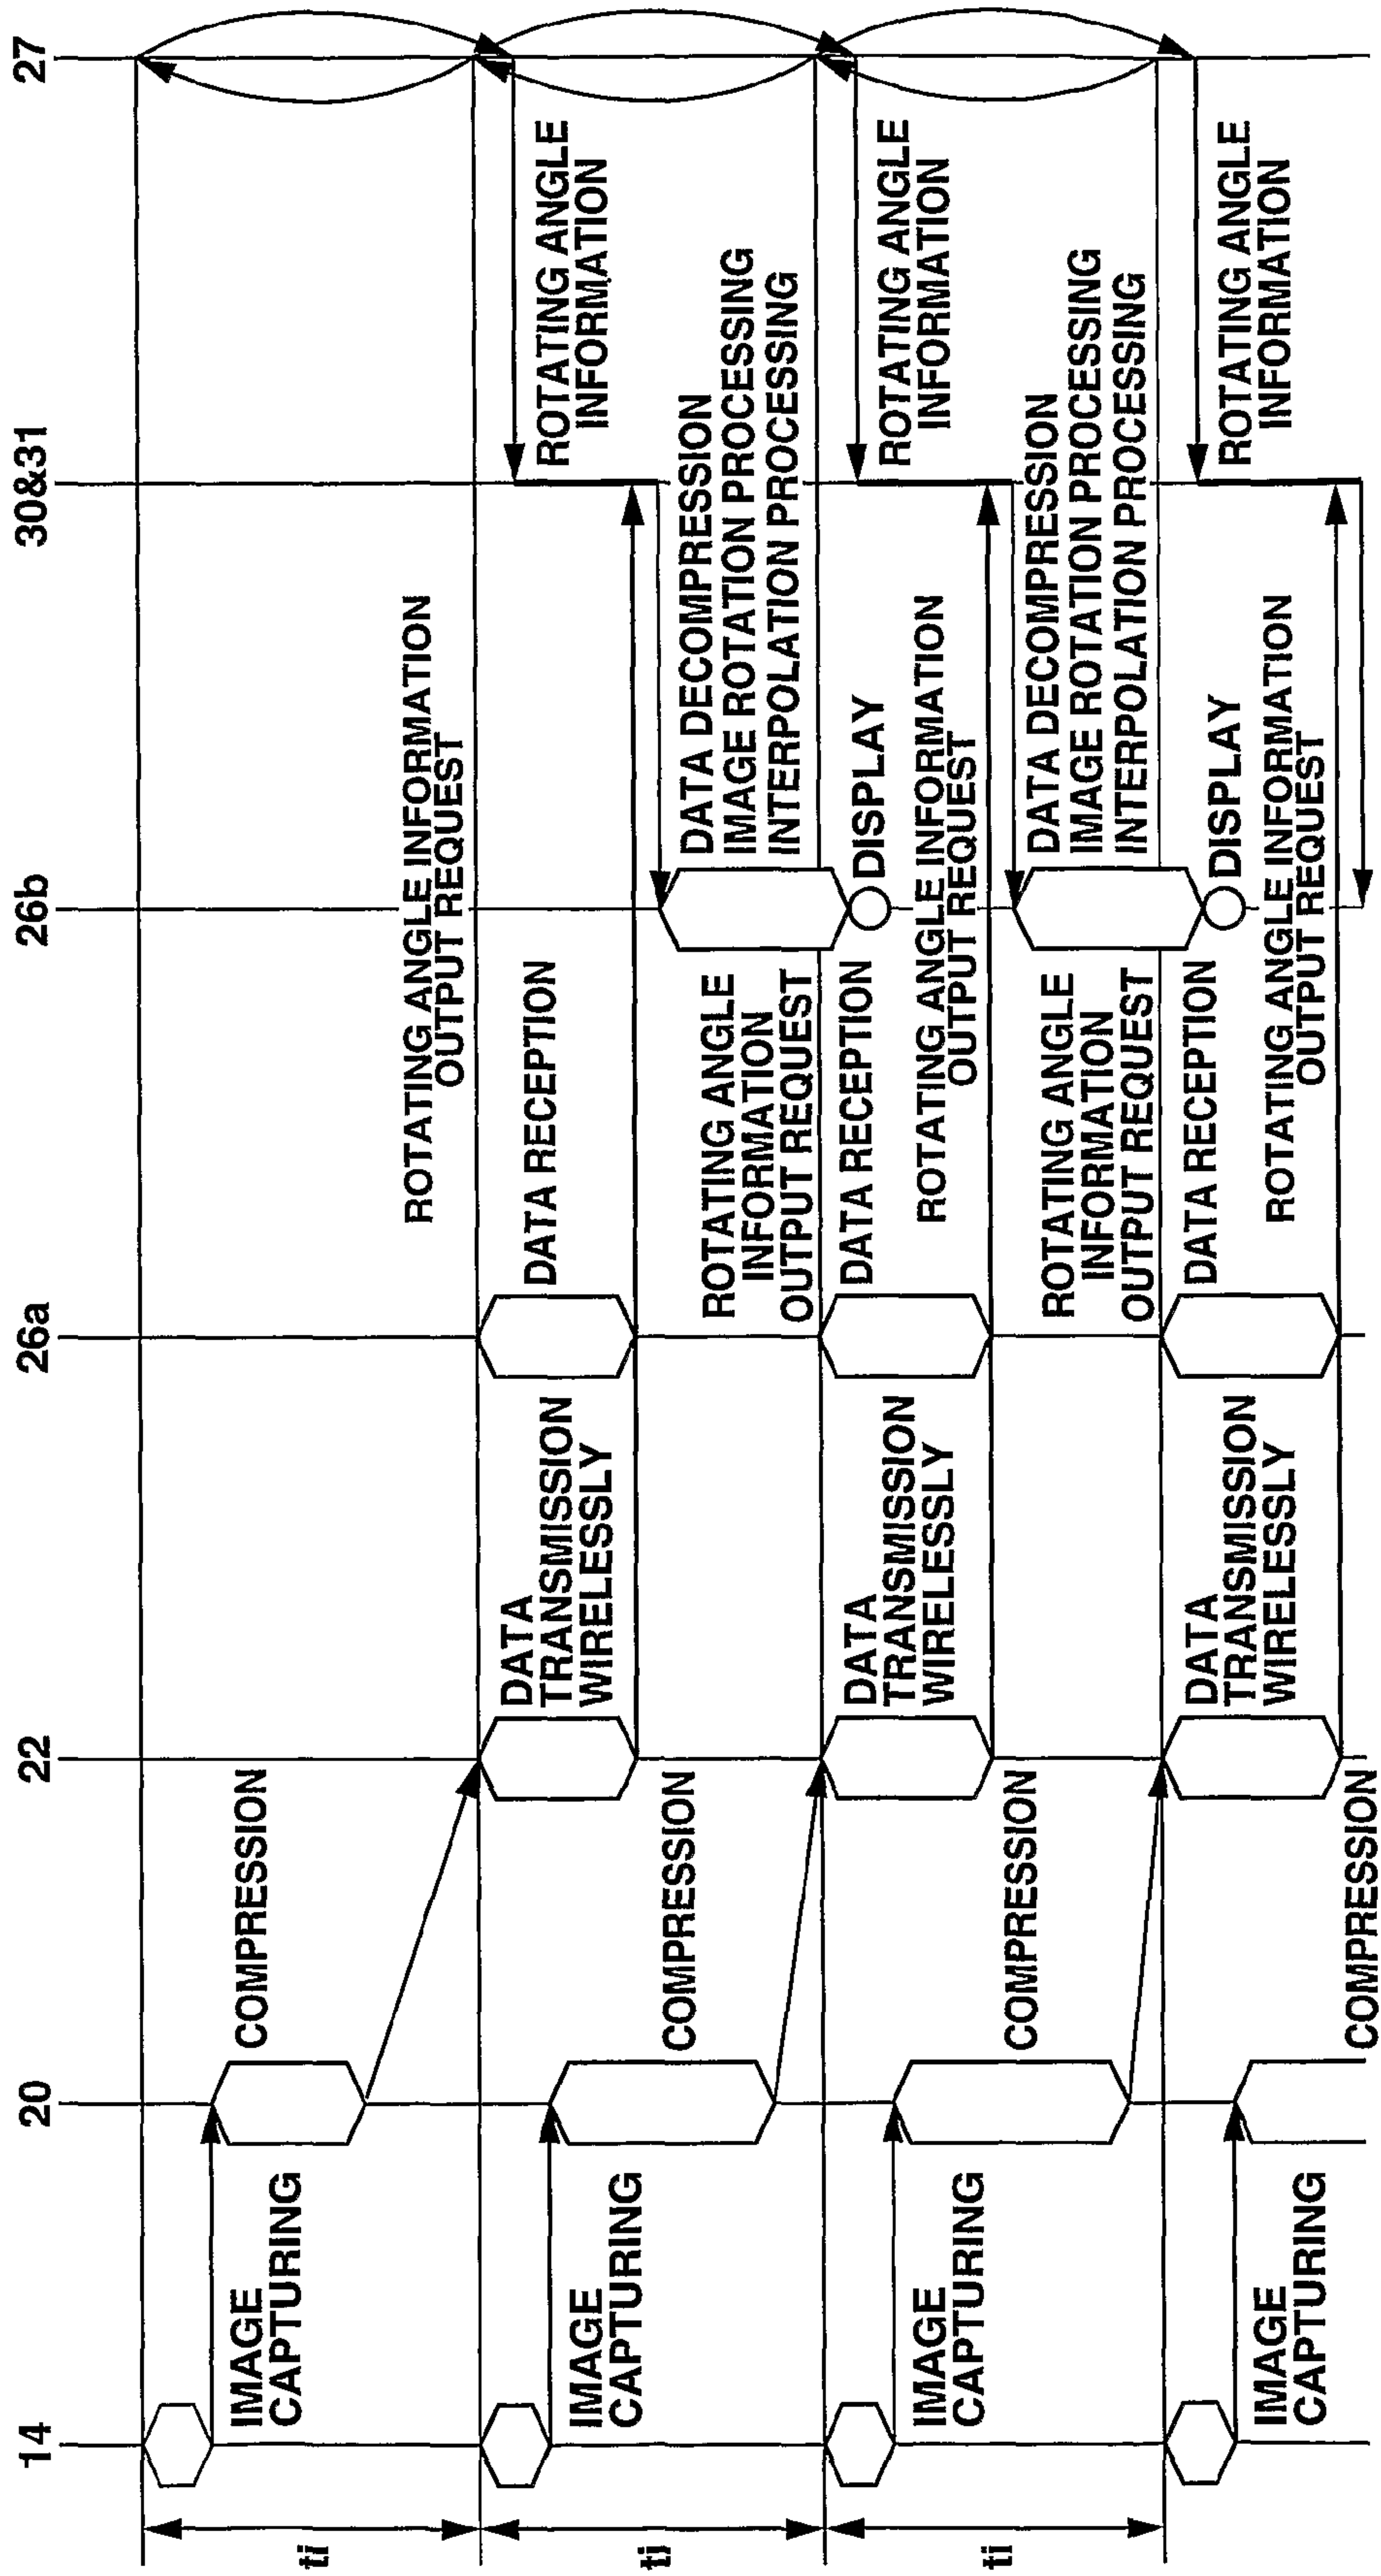 14
20
22
26a
26b
30&31
27
ti
IMAGE
CAPTURING
COMPRESSION
ROTATING ANGLE INFORMATION
OUTPUT REQUEST
ti
IMAGE
CAPTURING
COMPRESSION
DATA
TRANSMISSION
WIRELESSLY
DATA RECEPTION
ROTATING ANGLE
INFORMATION
OUTPUT REQUEST
DATA DECOMPRESSION
IMAGE ROTATION PROCESSING
INTERPOLATION PROCESSING
ROTATING ANGLE
INFORMATION
ti
IMAGE
CAPTURING
COMPRESSION
DATA
TRANSMISSION
WIRELESSLY
DATA RECEPTION
DISPLAY
ROTATING ANGLE INFORMATION
OUTPUT REQUEST
ROTATING ANGLE
INFORMATION
OUTPUT REQUEST
DATA DECOMPRESSION
IMAGE ROTATION PROCESSING
INTERPOLATION PROCESSING
ROTATING ANGLE
INFORMATION
IMAGE
CAPTURING
COMPRESSION
DATA
TRANSMISSION
WIRELESSLY
DATA RECEPTION
DISPLAY
ROTATING ANGLE INFORMATION
OUTPUT REQUEST
ROTATING ANGLE
INFORMATION